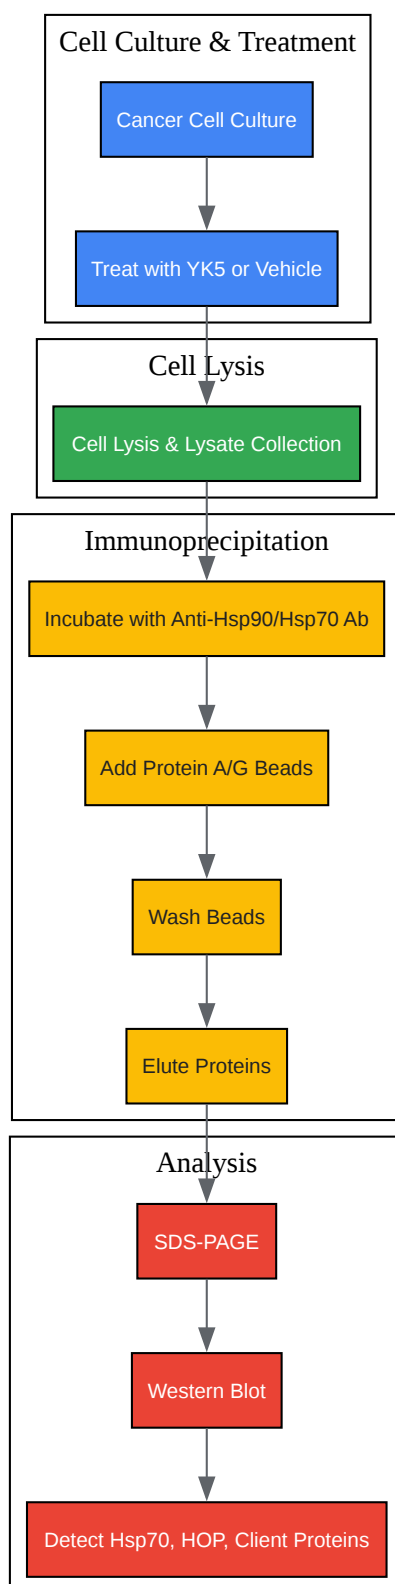 Cell Culture & Treatment
Cancer Cell Culture
Treat with YK5 or Vehicle
Cell Lysis
Cell Lysis & Lysate Collection
Immunoprecipitation
Incubate with Anti-Hsp90/Hsp70 Ab
Add Protein A/G Beads
Wash Beads
Elute Proteins
Analysis
SDS-PAGE
Western Blot
Detect Hsp70, HOP, Client Proteins